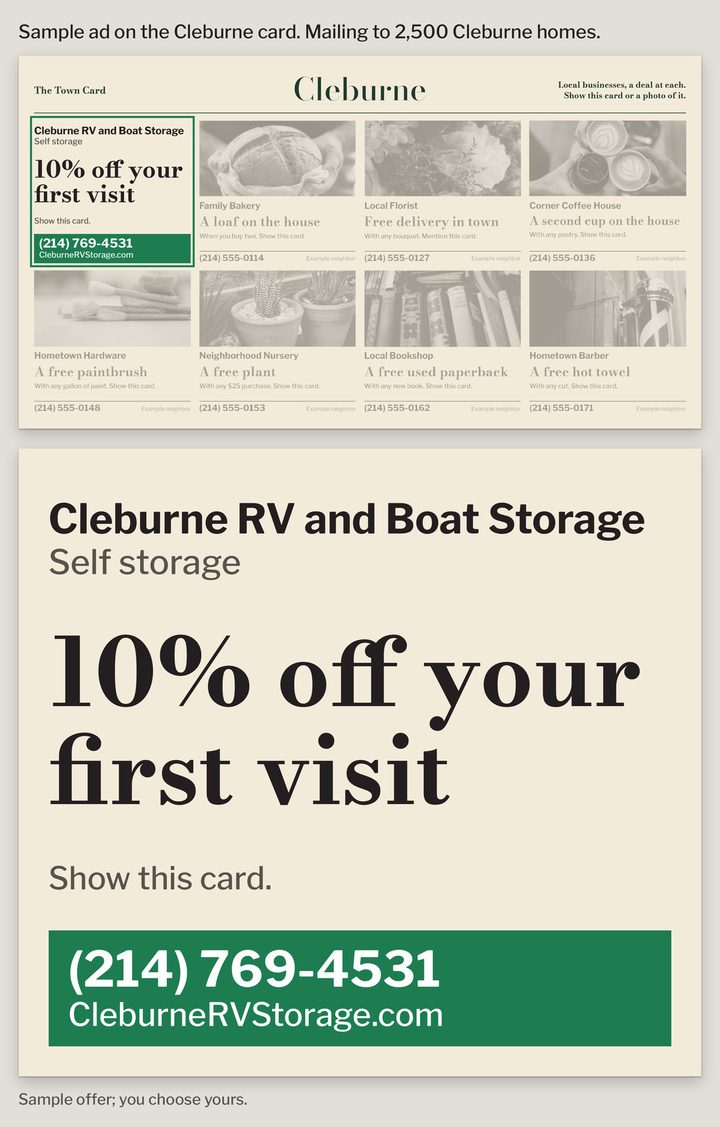 Sample ad on the Cleburne card. Mailing to 2,500 Cleburne homes.
The Town Card
Cleburne
Local businesses, a deal at each.
Show this card or a photo of it.
Cleburne RV and Boat Storage
Self storage
10% off your
first visit
Show this card.
(214) 769-4531
CleburneRVStorage.com
Family Bakery
A loaf on the house
When you buy two. Show this card.
(214) 555-0114
Example neighbor
Local Florist
Free delivery in town
With any bouquet. Mention this card.
(214) 555-0127
Example neighbor
Corner Coffee House
A second cup on the house
With any pastry. Show this card.
(214) 555-0136
Example neighbor
Hometown Hardware
A free paintbrush
With any gallon of paint. Show this card.
(214) 555-0148
Example neighbor
Neighborhood Nursery
A free plant
With any $25 purchase. Show this card.
(214) 555-0153
Example neighbor
Local Bookshop
A free used paperback
With any new book. Show this card.
(214) 555-0162
Example neighbor
Hometown Barber
A free hot towel
With any cut. Show this card.
(214) 555-0171
Example neighbor
Cleburne RV and Boat Storage
Self storage
10% off your
first visit
Show this card.
(214) 769-4531
CleburneRVStorage.com
Sample offer; you choose yours.